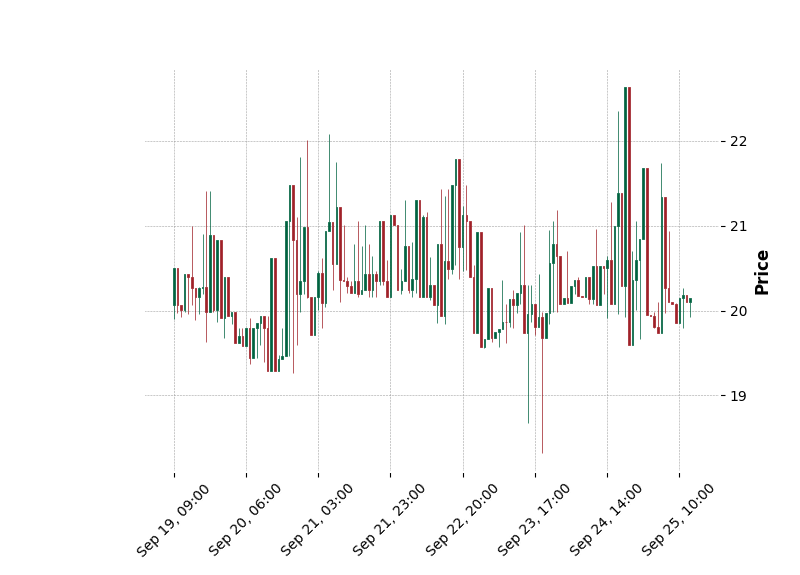 22
21
20
19
Price
Sep 19, 09:00
Sep 20, 06:00
Sep 21, 03:00
Sep 21, 23:00
Sep 22, 20:00
Sep 23, 17:00
Sep 24, 14:00
Sep 25, 10:00